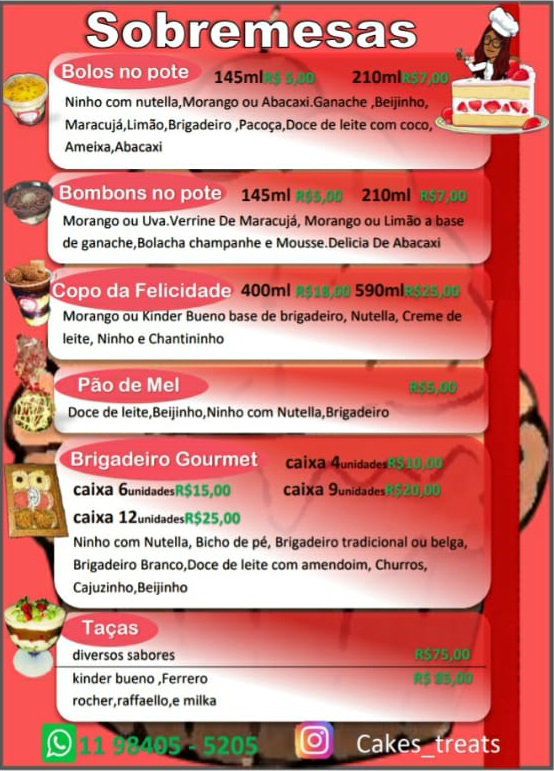 Sobremesas
Bolos no pote 145ml R$ 5,00 210ml R$7,00
Ninho com nutella,Morango ou Abacaxi.Ganache ,Beijinho,
Maracujá,Limão,Brigadeiro ,Pacoça,Doce de leite com coco,
Ameixa,Abacaxi
Bombons no pote 145ml R$5,00 210ml R$7,00
Morango ou Uva.Verrine De Maracujá, Morango ou Limão a base
de ganache,Bolacha champanhe e Mousse.Delicia De Abacaxi
Copo da Felicidade 400ml R$18,00 590ml R$25,00
Morango ou Kinder Bueno base de brigadeiro, Nutella, Creme de
leite, Ninho e Chantininho
Pão de Mel R$5,00
Doce de leite,Beijinho,Ninho com Nutella,Brigadeiro
Brigadeiro Gourmet caixa 4unidadesR$10,00
caixa 6unidadesR$15,00 caixa 9unidadesR$20,00
caixa 12unidadesR$25,00
Ninho com Nutella, Bicho de pé, Brigadeiro tradicional ou belga,
Brigadeiro Branco,Doce de leite com amendoim, Churros,
Cajuzinho,Beijinho
Taças
diversos sabores R$75,00
kinder bueno ,Ferrero R$ 85,00
rocher,raffaello,e milka
11 98405 - 5205 Cakes_treats